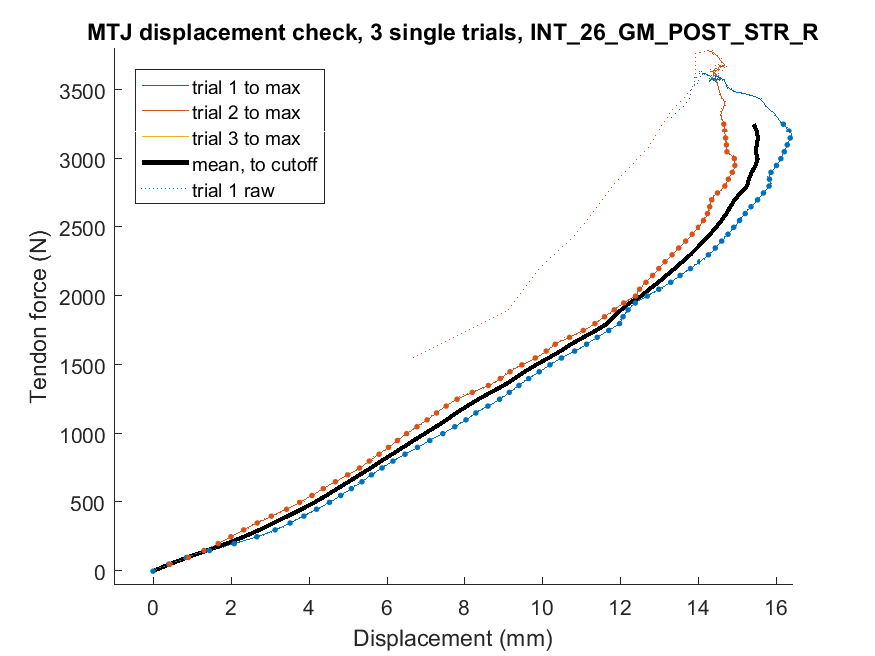 MTJ displacement check, 3 single trials, INT_26_GM_POST_STR_R
trial 1 to max
trial 2 to max
trial 3 to max
mean, to cutoff
trial 1 raw
3500
3000
2500
2000
1500
1000
500
0
Tendon force (N)
0 2 4 6 8 10 12 14 16
Displacement (mm)